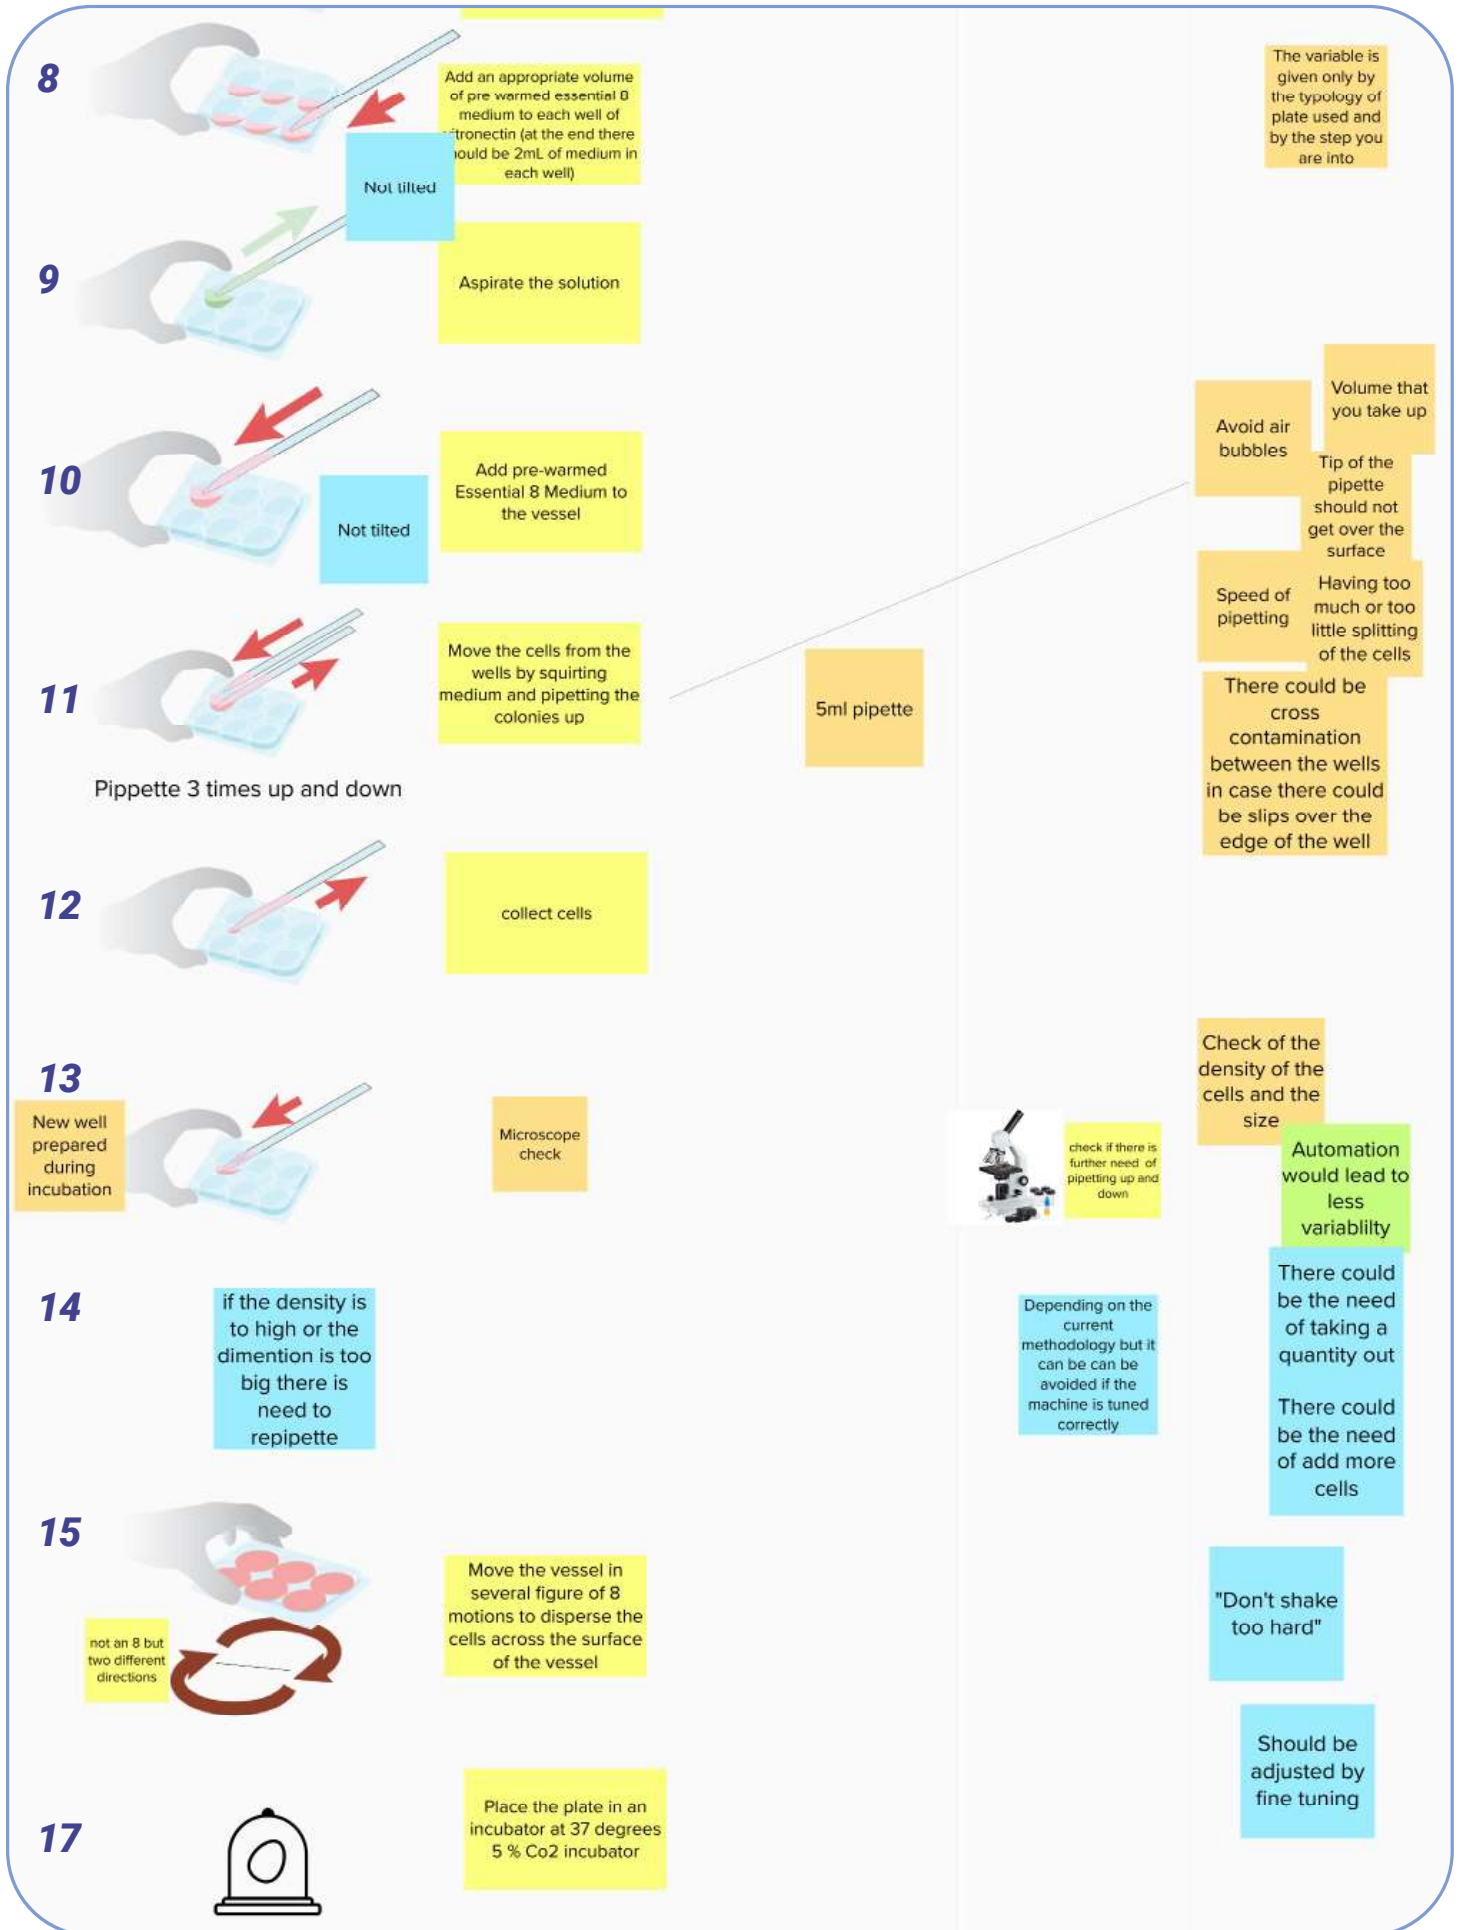 8
Add an appropriate volume
of pre warmed essential 8
medium to each well of
itronectin (at the end there
ould be 2mL of medium in
each well)
Not tilted
The variable is
given only by
the typology of
plate used and
by the step you
are into
9
Aspirate the solution
10
Not tilted
Add pre-warmed
Essential 8 Medium to
the vessel
Avoid air
bubbles
Volume that
you take up
Tip of the
pipette
should not
get over the
surface
Speed of
pipetting
Having too
much or too
little splitting
of the cells
11
Move the cells from the
wells by squirting
medium and pipetting the
colonies up
5ml pipette
There could be
cross
contamination
between the wells
in case there could
be slips over the
edge of the well
Pippette 3 times up and down
12
collect cells
13
New well
prepared
during
incubation
Microscope
check
check if there is
further need of
pipetting up and
down
Check of the
density of the
cells and the
size
Automation
would lead to
less
variablilty
14
if the density is
to high or the
dimention is too
big there is
need to
repipette
Depending on the
current
methodology but it
can be can be
avoided if the
machine is tuned
correctly
There could
be the need
of taking a
quantity out
There could
be the need
of add more
cells
15
not an 8 but
two different
directions
Move the vessel in
several figure of 8
motions to disperse the
cells across the surface
of the vessel
"Don't shake
too hard"
Should be
adjusted by
fine tuning
17
Place the plate in an
incubator at 37 degrees
5 % Co2 incubator